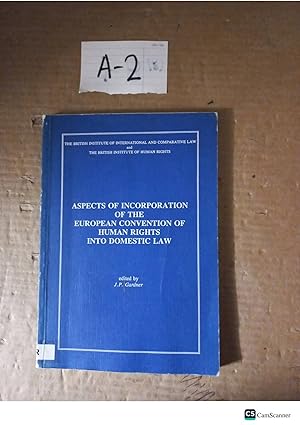 A-2
THE BRITISH INSTITUTE OF INTERNATIONAL AND COMPARATIVE LAW
and
THE BRITISH INSTITUTE OF HUMAN RIGHTS
ASPECTS OF INCORPORATION
OF THE
EUROPEAN CONVENTION OF
HUMAN RIGHTS
INTO DOMESTIC LAW
edited by
J.P. Gardner
R
CS CamScanner